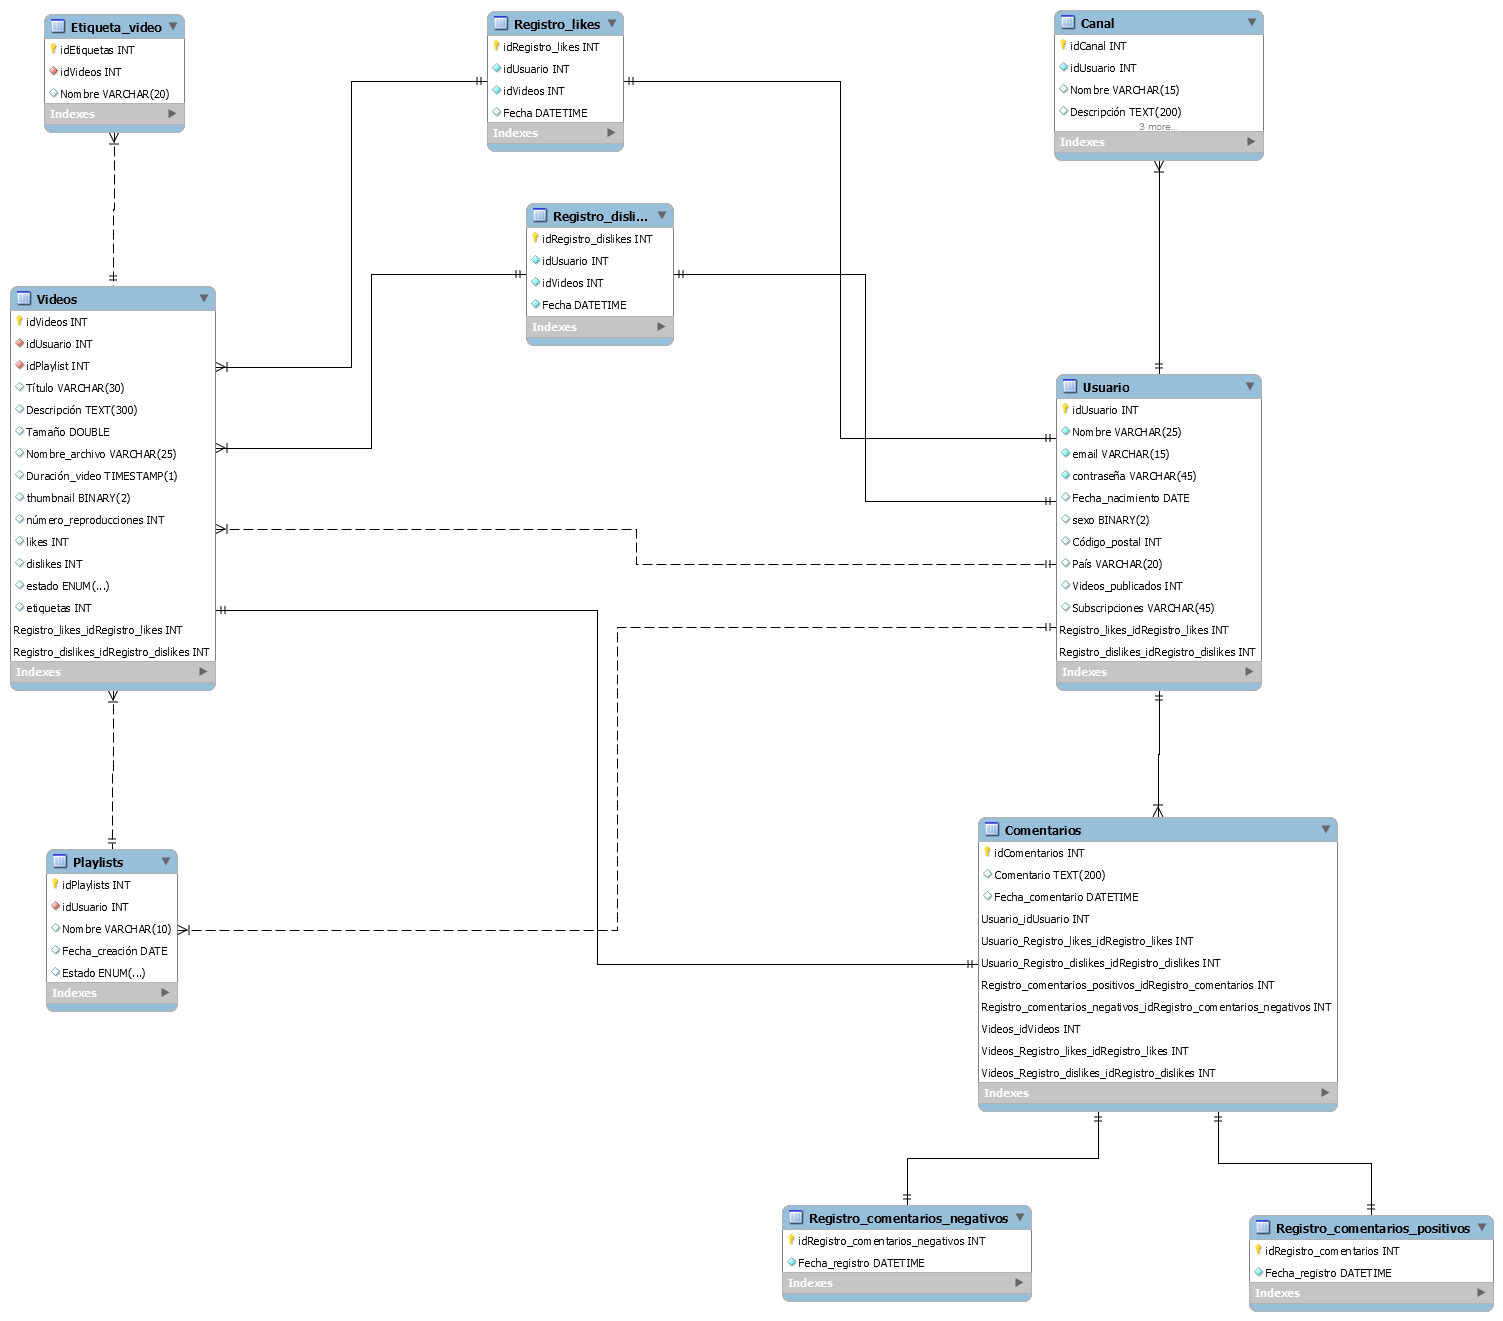 Etiqueta_video
idEtiquetas INT
idVideos INT
Nombre VARCHAR(20)
Indexes
Registro_likes
idRegistro_likes INT
idUsuario INT
idVideos INT
Fecha DATETIME
Indexes
Canal
idCanal INT
idUsuario INT
Nombre VARCHAR(15)
Descripción TEXT(200)
3 more...
Indexes
Registro_disli...
idRegistro_dislikes INT
idUsuario INT
idVideos INT
Fecha DATETIME
Indexes
Videos
idVideos INT
idUsuario INT
idPlaylist INT
Título VARCHAR(30)
Descripción TEXT(300)
Tamaño DOUBLE
Nombre_archivo VARCHAR(25)
Duración_video TIMESTAMP(1)
thumbnail BINARY(2)
número_reproducciones INT
likes INT
dislikes INT
estado ENUM(...)
etiquetas INT
Registro_likes_idRegistro_likes INT
Registro_dislikes_idRegistro_dislikes INT
Indexes
Usuario
idUsuario INT
Nombre VARCHAR(25)
email VARCHAR(15)
contraseña VARCHAR(45)
Fecha_nacimiento DATE
sexo BINARY(2)
Código_postal INT
País VARCHAR(20)
Videos_publicados INT
Subscripciones VARCHAR(45)
Registro_likes_idRegistro_likes INT
Registro_dislikes_idRegistro_dislikes INT
Indexes
Playlists
idPlaylists INT
idUsuario INT
Nombre VARCHAR(10)
Fecha_creación DATE
Estado ENUM(...)
Indexes
Comentarios
idComentarios INT
Comentario TEXT(200)
Fecha_comentario DATETIME
Usuario_idUsuario INT
Usuario_Registro_likes_idRegistro_likes INT
Usuario_Registro_dislikes_idRegistro_dislikes INT
Registro_comentarios_positivos_idRegistro_comentarios INT
Registro_comentarios_negativos_idRegistro_comentarios_negativos INT
Videos_idVideos INT
Videos_Registro_likes_idRegistro_likes INT
Videos_Registro_dislikes_idRegistro_dislikes INT
Indexes
Registro_comentarios_negativos
idRegistro_comentarios_negativos INT
Fecha_registro DATETIME
Indexes
Registro_comentarios_positivos
idRegistro_comentarios INT
Fecha_registro DATETIME
Indexes